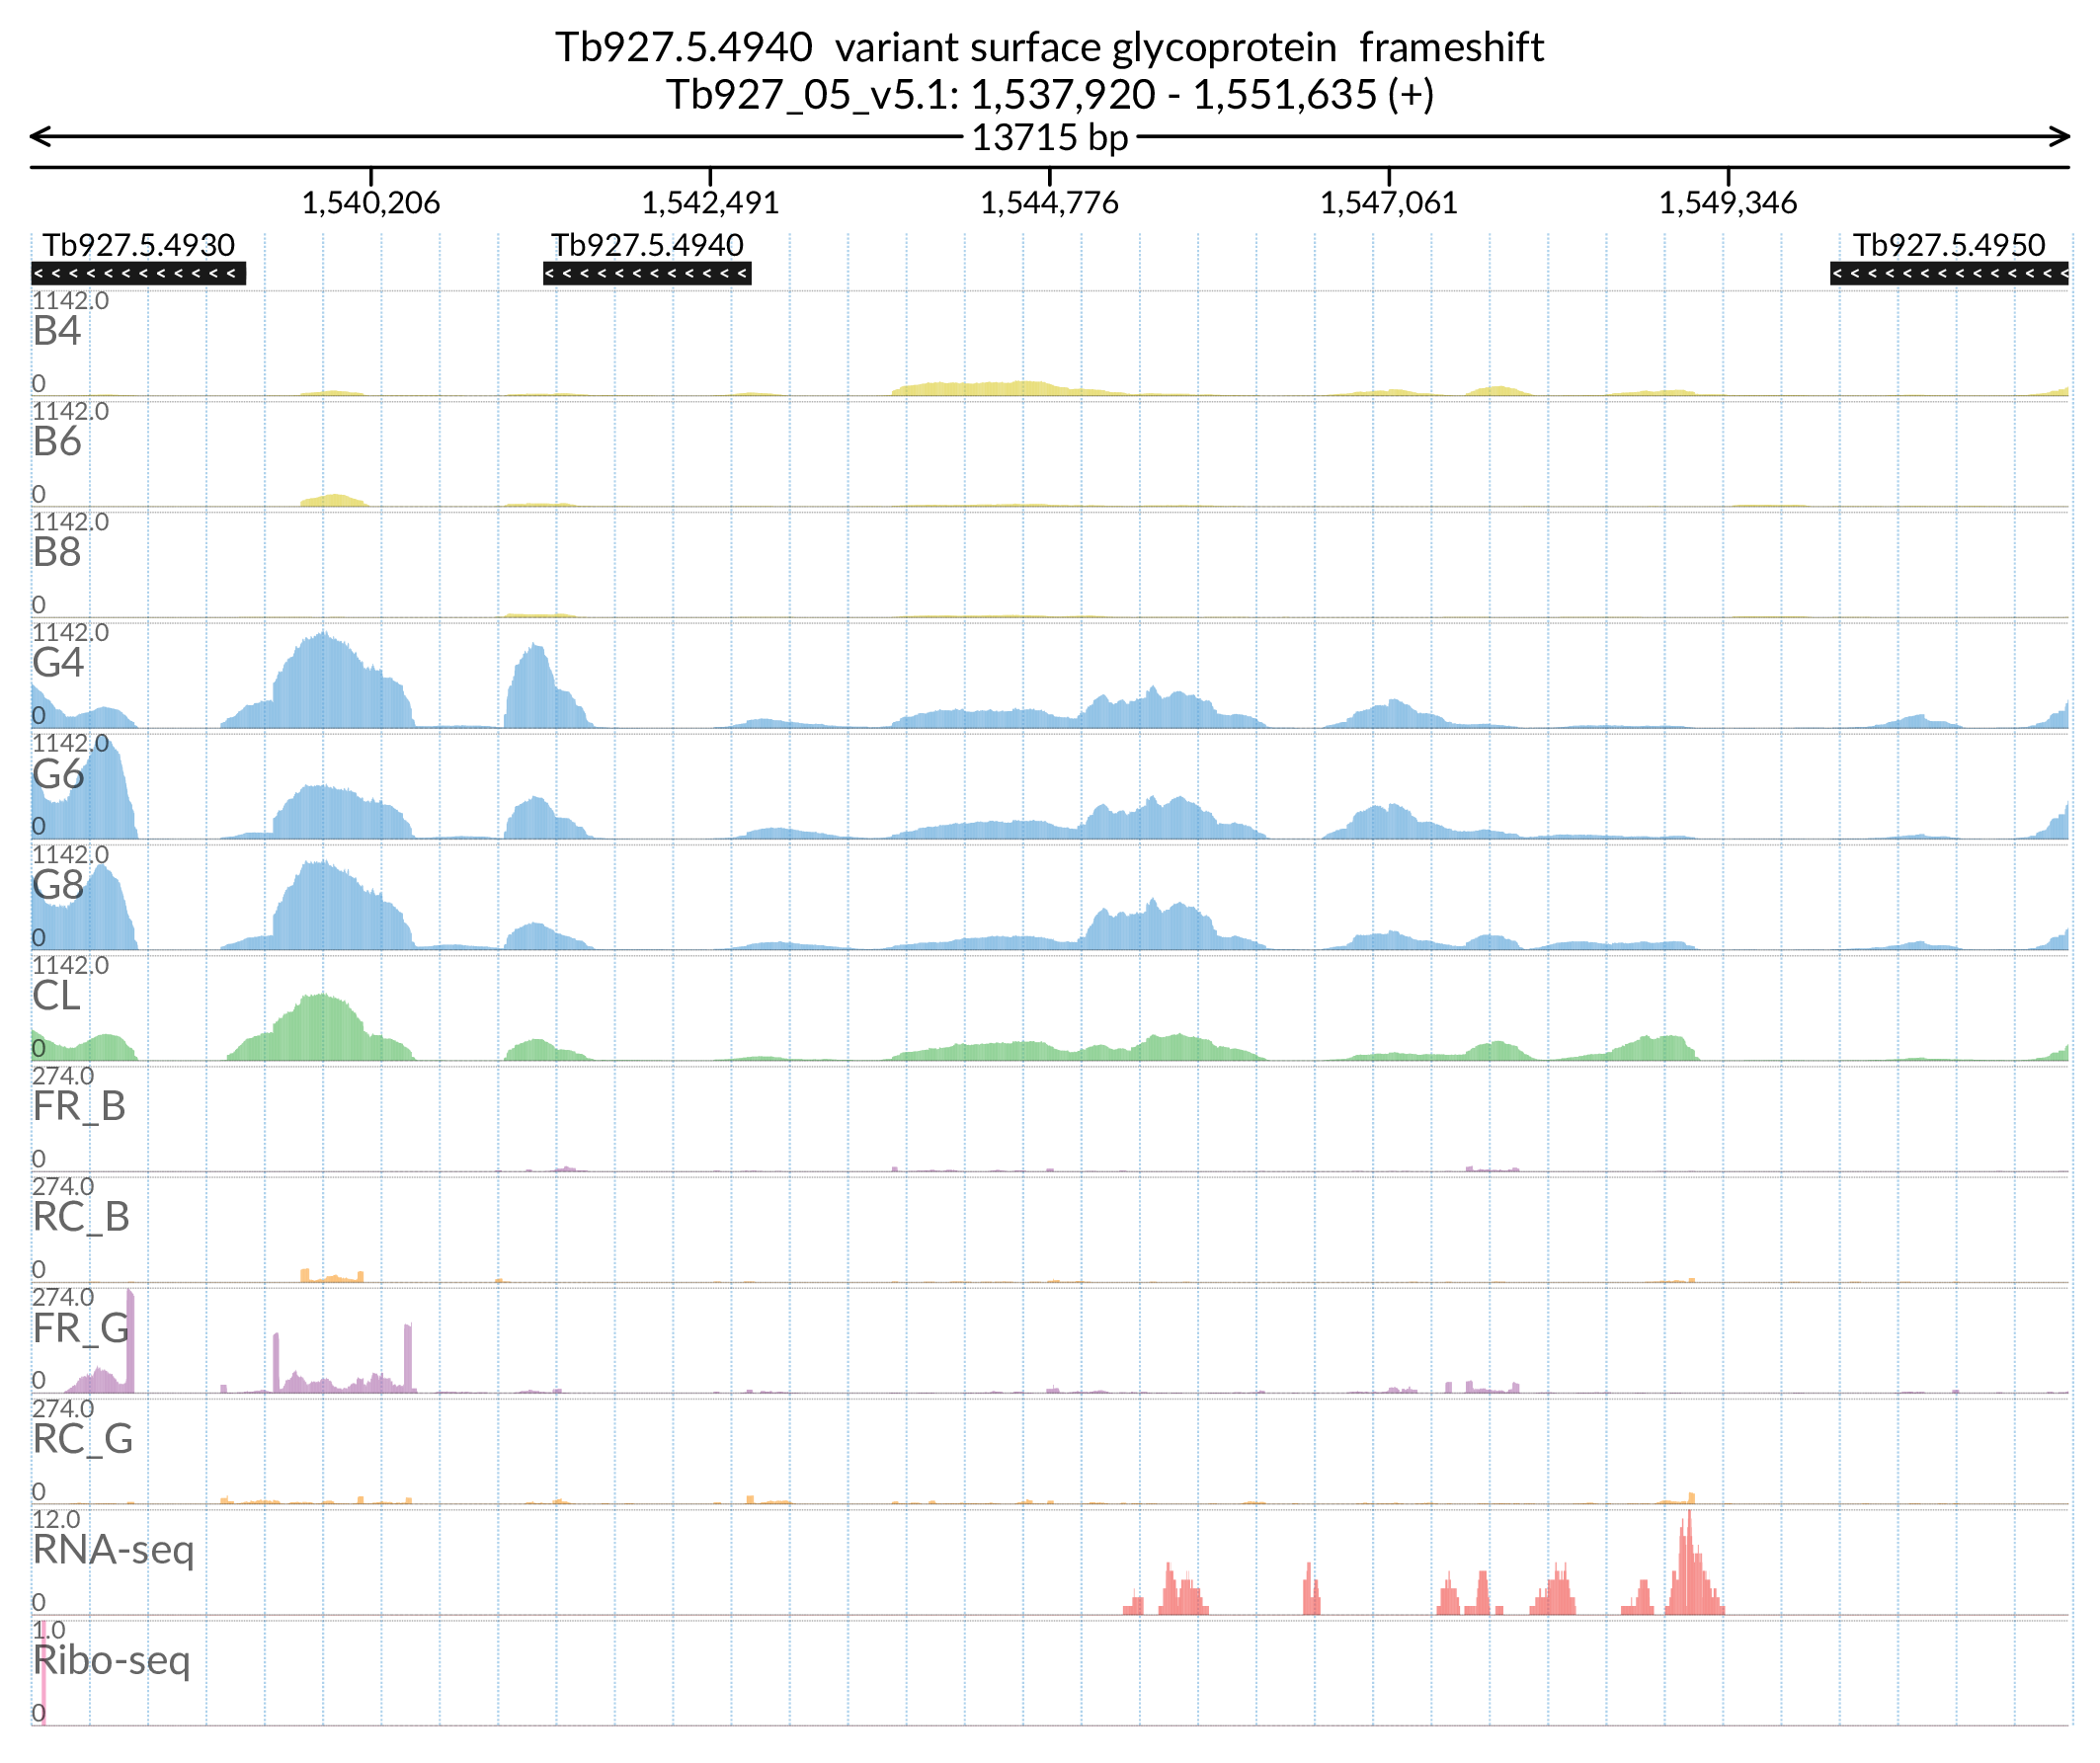 Tb927.5.4940 variant surface glycoprotein frameshift
Tb927_05_v5.1: 1,537,920 - 1,551,635 (+)
13715 bp
1,540,206 1,542,491 1,544,776 1,547,061 1,549,346
Tb927.5.4930 Tb927.5.4940 Tb927.5.4950
1142.0
B4
0
1142.0
B6
0
1142.0
B8
0
1142.0
G4
0
1142.0
G6
0
1142.0
G8
0
1142.0
CL
0
274.0
FR_B
0
274.0
RC_B
0
274.0
FR_G
0
274.0
RC_G
0
12.0
RNA-seq
0
1.0
Ribo-seq
0